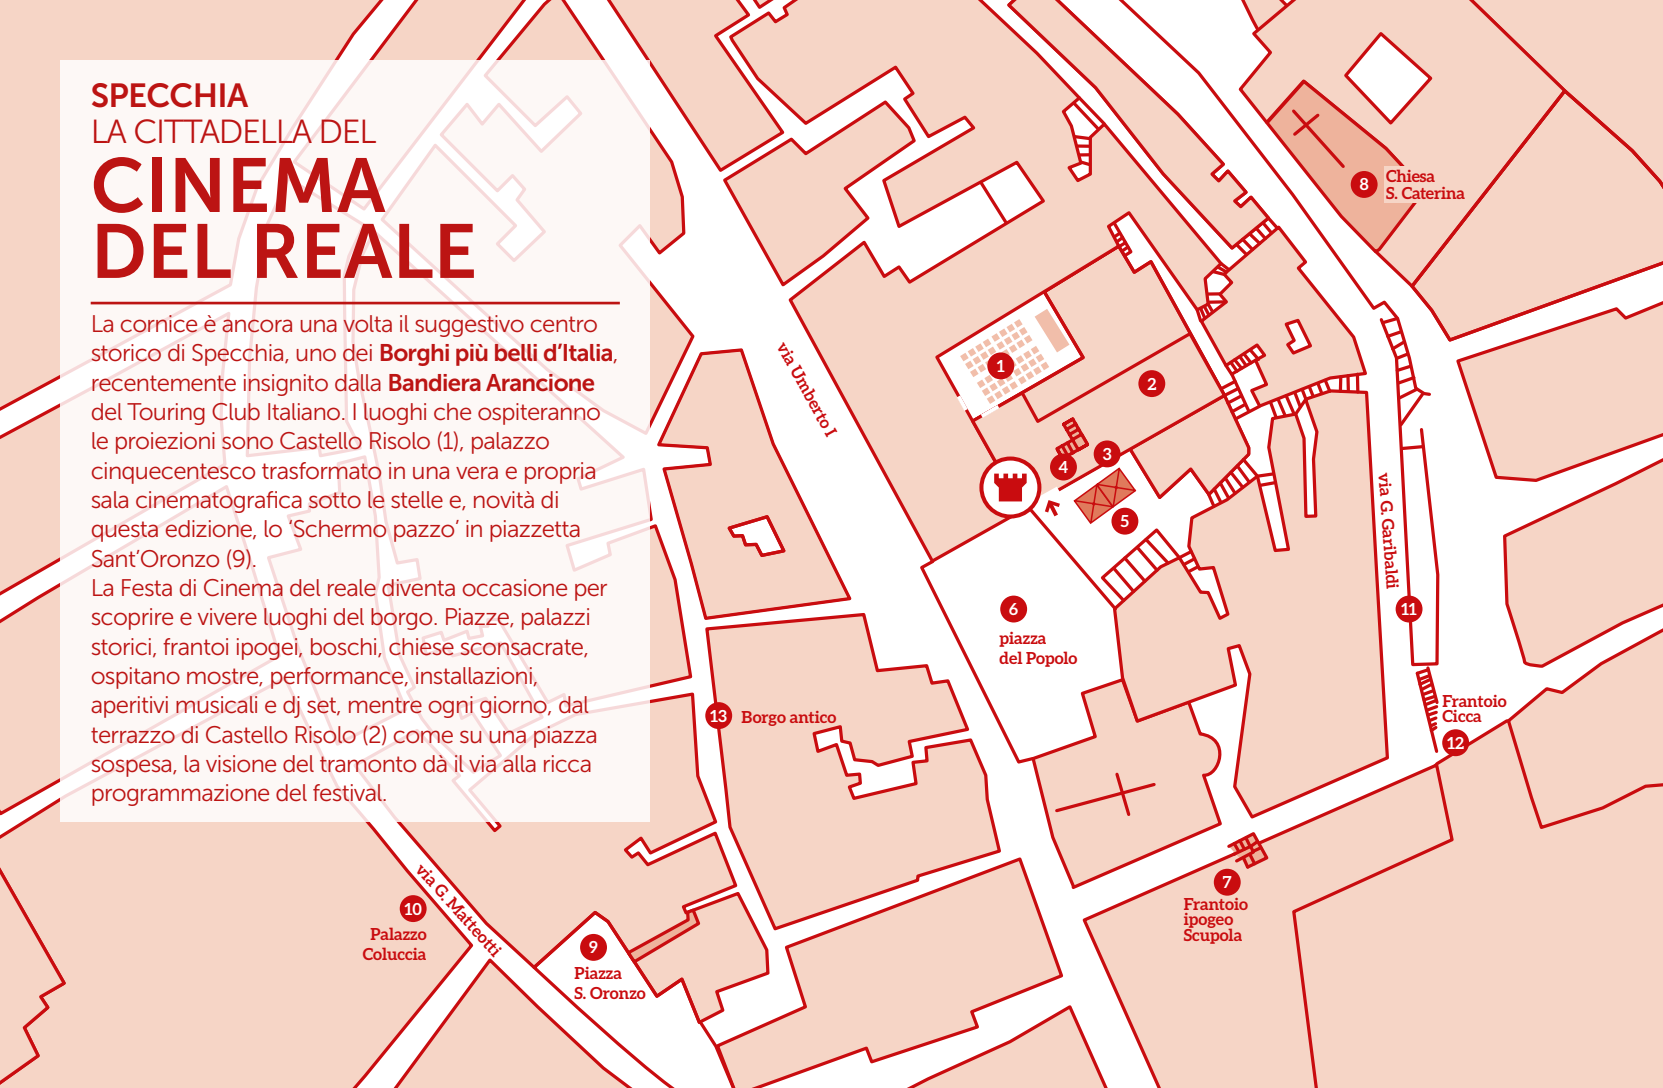 SPECCHIA
LA CITTADELLA DEL
CINEMA
DEL REALE
La cornice è ancora una volta il suggestivo centro
storico di Specchia, uno dei Borghi più belli d'Italia,
recentemente insignito dalla Bandiera Arancione
del Touring Club Italiano. I luoghi che ospiteranno
le proiezioni sono Castello Risolo (1), palazzo
cinquecentesco trasformato in una vera e propria
sala cinematografica sotto le stelle e, novità di
questa edizione, lo 'Schermo pazzo' in piazzetta
Sant'Oronzo (9).
La Festa di Cinema del reale diventa occasione per
scoprire e vivere luoghi del borgo. Piazze, palazzi
storici, frantoi ipogei, boschi, chiese sconsacrate,
ospitano mostre, performance, installazioni,
aperitivi musicali e dj set, mentre ogni giorno, dal
terrazzo di Castello Risolo (2) come su una piazza
sospesa, la visione del tramonto dà il via alla ricca
programmazione del festival.
8
Chiesa
S. Caterina
via Umberto I
1
2
3
4
5
via G. Garibaldi
6
piazza
del Popolo
11
13
Borgo antico
Frantoio
Cicca
12
7
Frantoio
ipogeo
Scupola
via G. Matteotti
10
Palazzo
Coluccia
9
Piazza
S. Oronzo